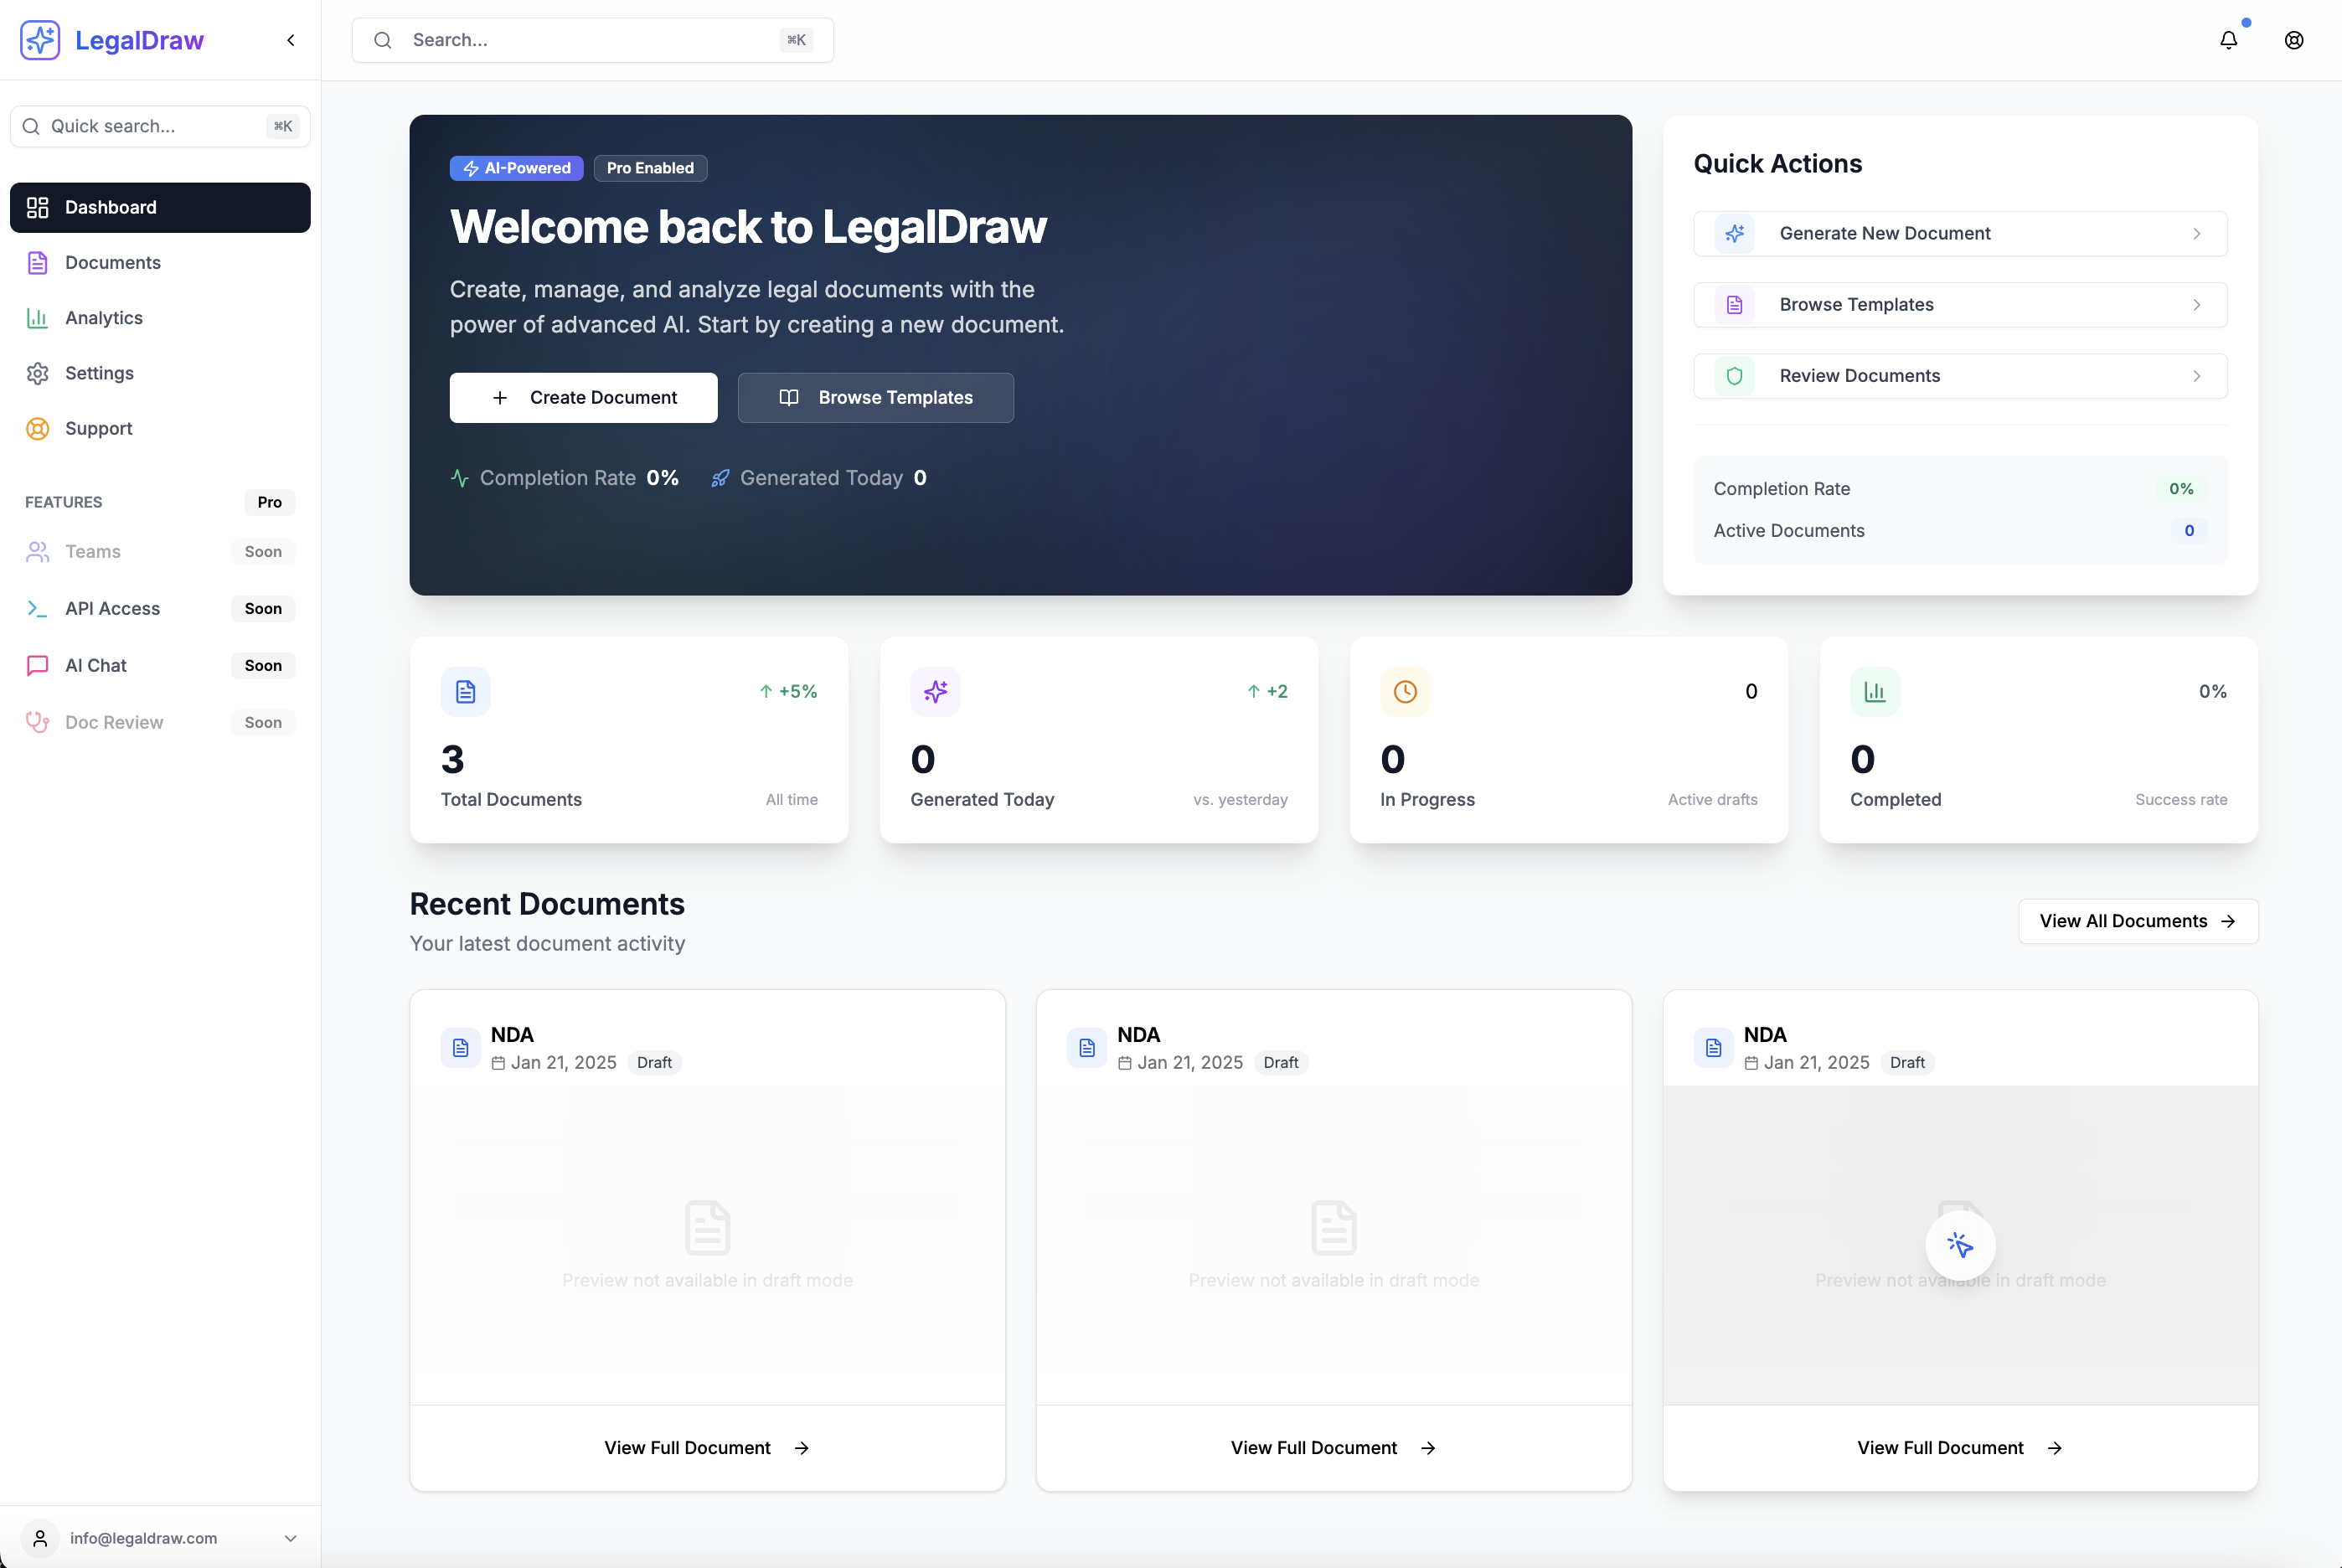 LegalDraw
Search...
⌘K
Quick search...
⌘K
Dashboard
Documents
Analytics
Settings
Support
FEATURES
Pro
Teams
Soon
API Access
Soon
AI Chat
Soon
Doc Review
Soon
info@legaldraw.com
AI-Powered
Pro Enabled
Welcome back to LegalDraw
Create, manage, and analyze legal documents with the
power of advanced AI. Start by creating a new document.
Create Document
Browse Templates
Completion Rate 0%
Generated Today 0
Quick Actions
Generate New Document
Browse Templates
Review Documents
Completion Rate
0%
Active Documents
0
+5%
3
Total Documents
All time
+2
0
Generated Today
vs. yesterday
0
0
In Progress
Active drafts
0%
0
Completed
Success rate
Recent Documents
Your latest document activity
View All Documents
NDA
Jan 21, 2025
Draft
Preview not available in draft mode
View Full Document
NDA
Jan 21, 2025
Draft
Preview not available in draft mode
View Full Document
NDA
Jan 21, 2025
Draft
Preview not available in draft mode
View Full Document